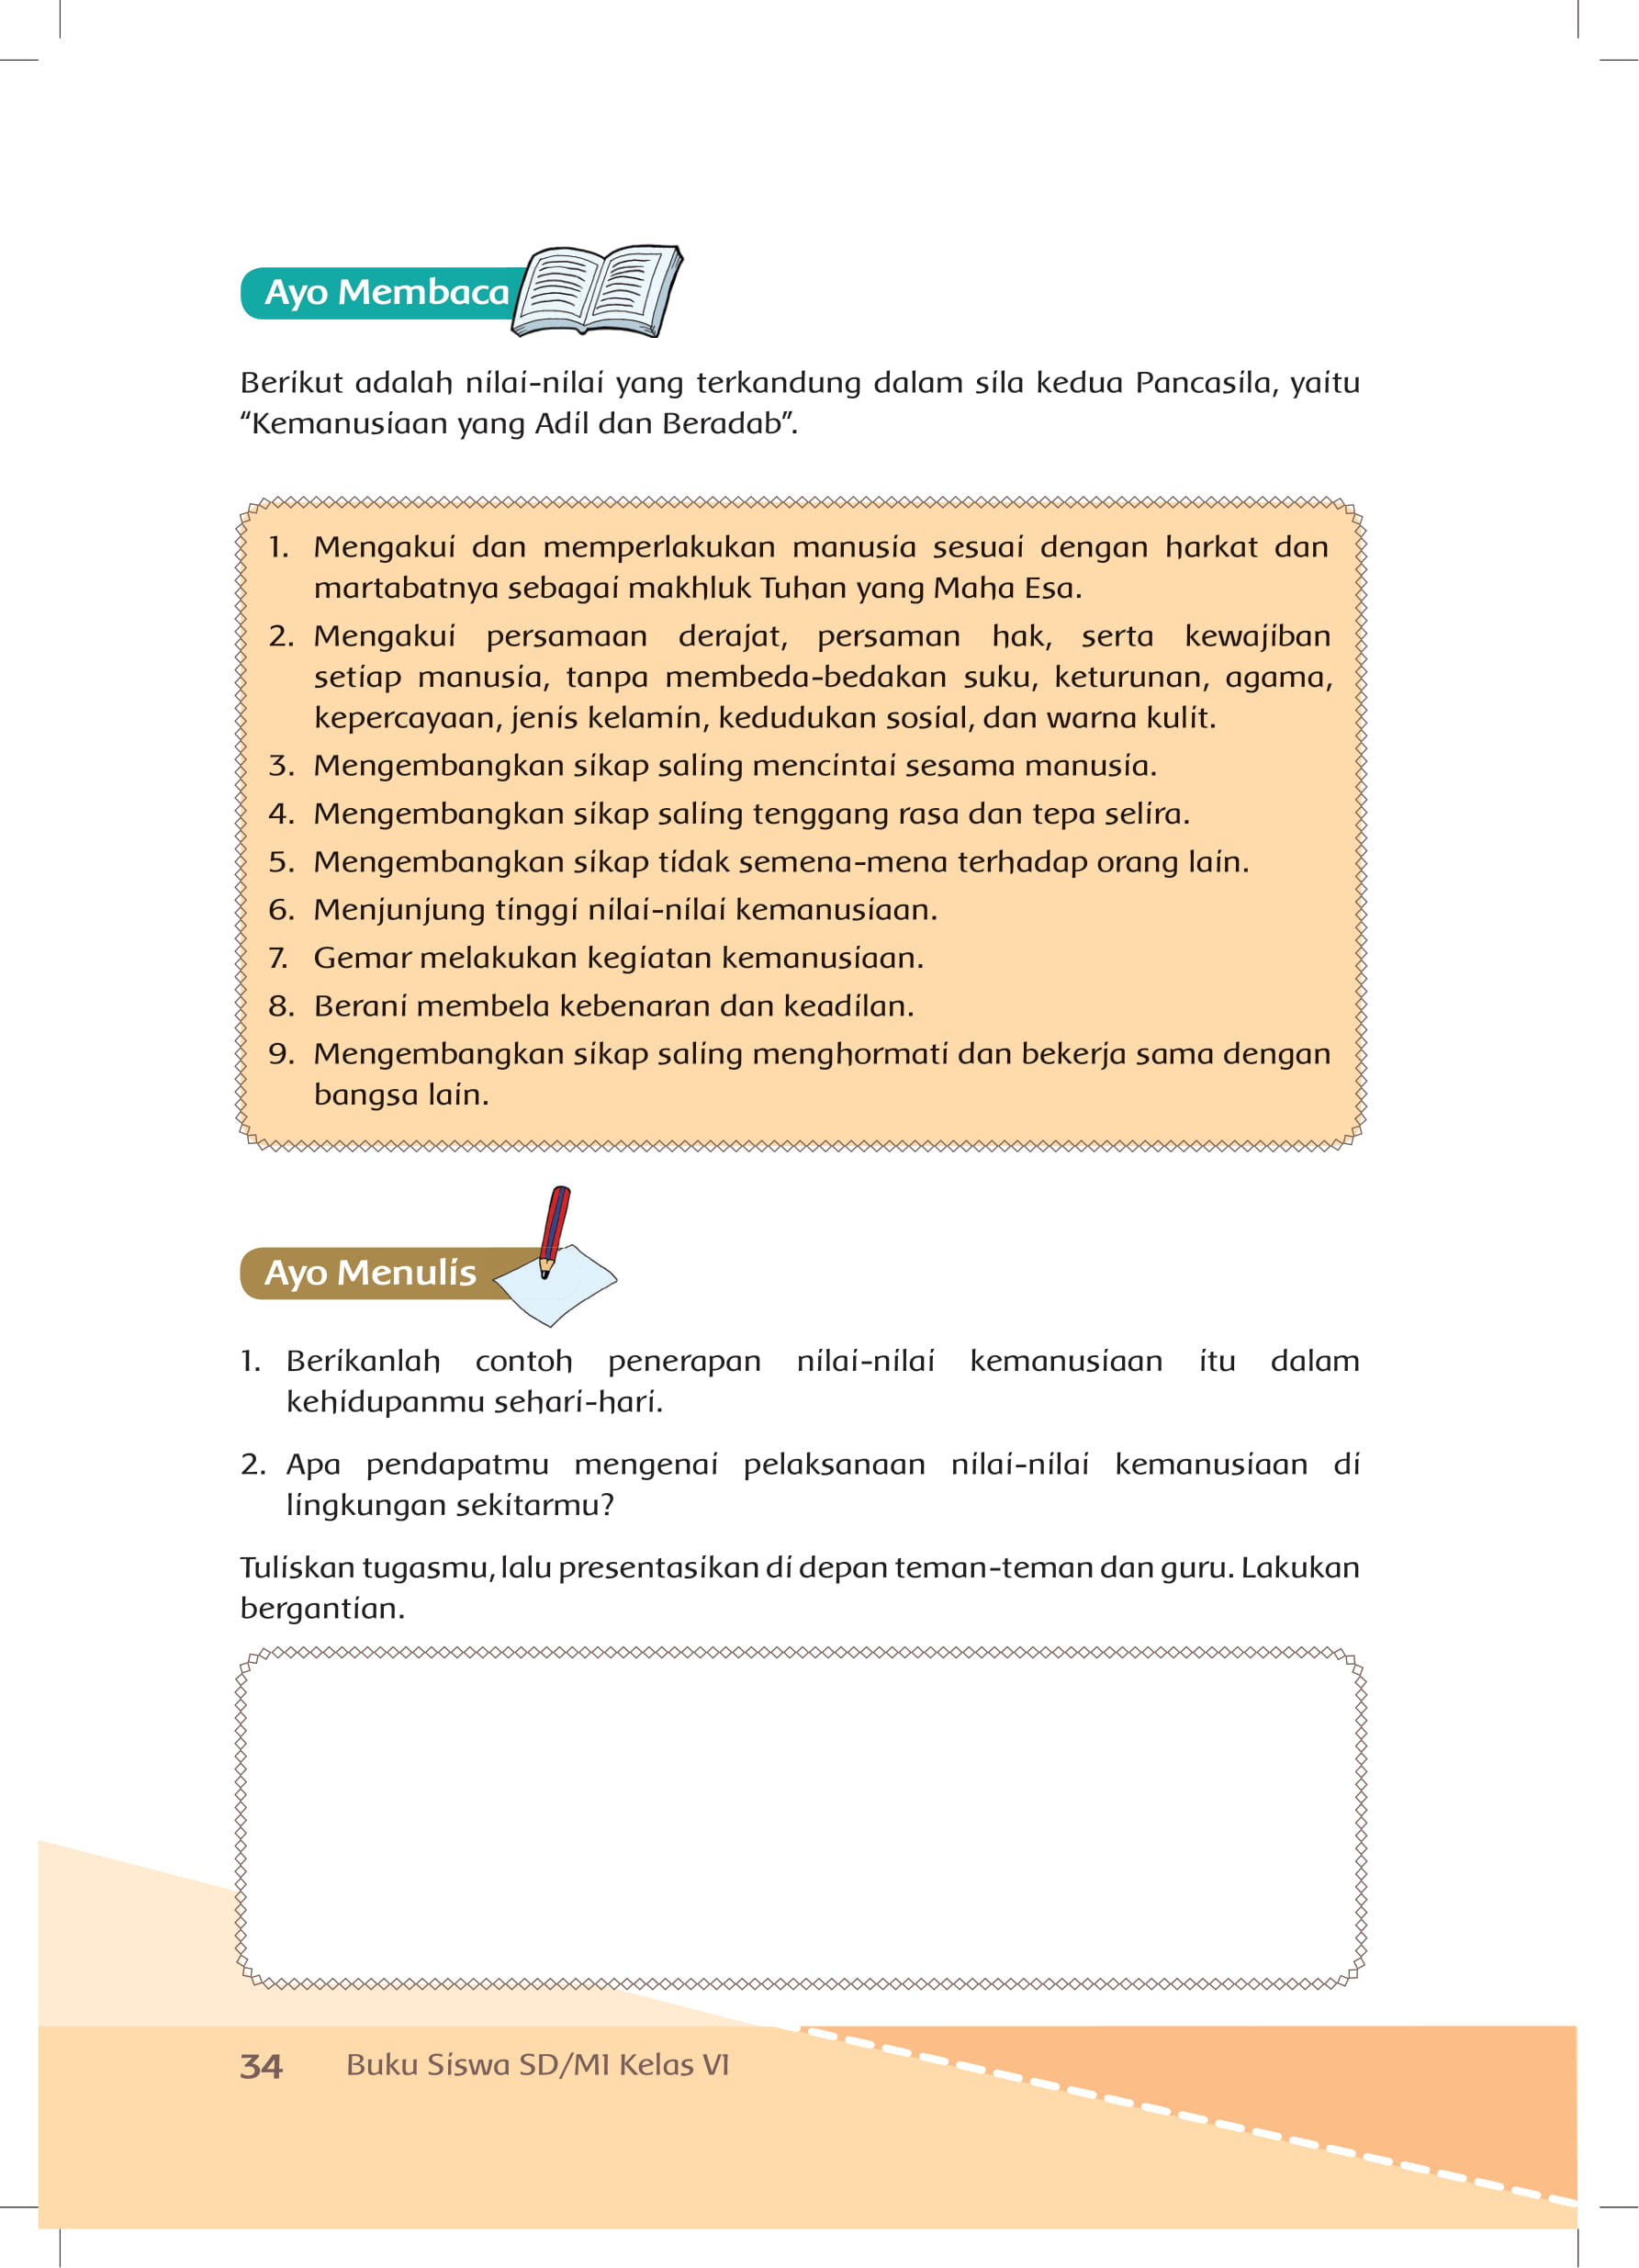 Ayo Membaca
Berikut adalah nilai-nilai yang terkandung dalam sila kedua Pancasila, yaitu
“Kemanusiaan yang Adil dan Beradab”.
1. Mengakui dan memperlakukan manusia sesuai dengan harkat dan
martabatnya sebagai makhluk Tuhan yang Maha Esa.
2. Mengakui persamaan derajat, persaman hak, serta kewajiban
setiap manusia, tanpa membeda-bedakan suku, keturunan, agama,
kepercayaan, jenis kelamin, kedudukan sosial, dan warna kulit.
3. Mengembangkan sikap saling mencintai sesama manusia.
4. Mengembangkan sikap saling tenggang rasa dan tepa selira.
5. Mengembangkan sikap tidak semena-mena terhadap orang lain.
6. Menjunjung tinggi nilai-nilai kemanusiaan.
7. Gemar melakukan kegiatan kemanusiaan.
8. Berani membela kebenaran dan keadilan.
9. Mengembangkan sikap saling menghormati dan bekerja sama dengan
bangsa lain.
Ayo Menulis
1. Berikanlah contoh penerapan nilai-nilai kemanusiaan itu dalam
kehidupanmu sehari-hari.
2. Apa pendapatmu mengenai pelaksanaan nilai-nilai kemanusiaan di
lingkungan sekitarmu?
Tuliskan tugasmu, lalu presentasikan di depan teman-teman dan guru. Lakukan
bergantian.
34 Buku Siswa SD/MI Kelas VI